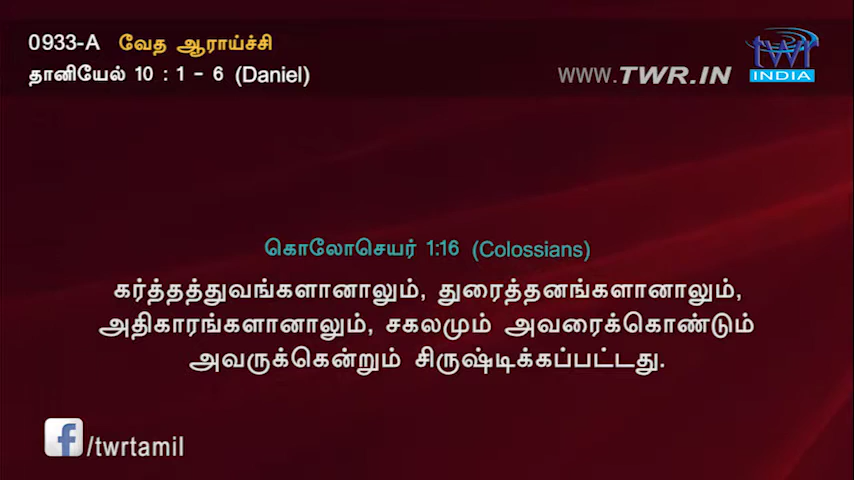 0933-A வேத ஆராய்ச்சி
தானியேல் 10 : 1 - 6 (Daniel)
WWW.TWR.IN
twr
INDIA
கொலோசெயர் 1:16 (Colossians)
கர்த்தத்துவங்களானாலும், துரைத்தனங்களானாலும்,
அதிகாரங்களானாலும், சகலமும் அவரைக்கொண்டும்
அவருக்கென்றும் சிருஷ்டிக்கப்பட்டது.
f/twrtamil